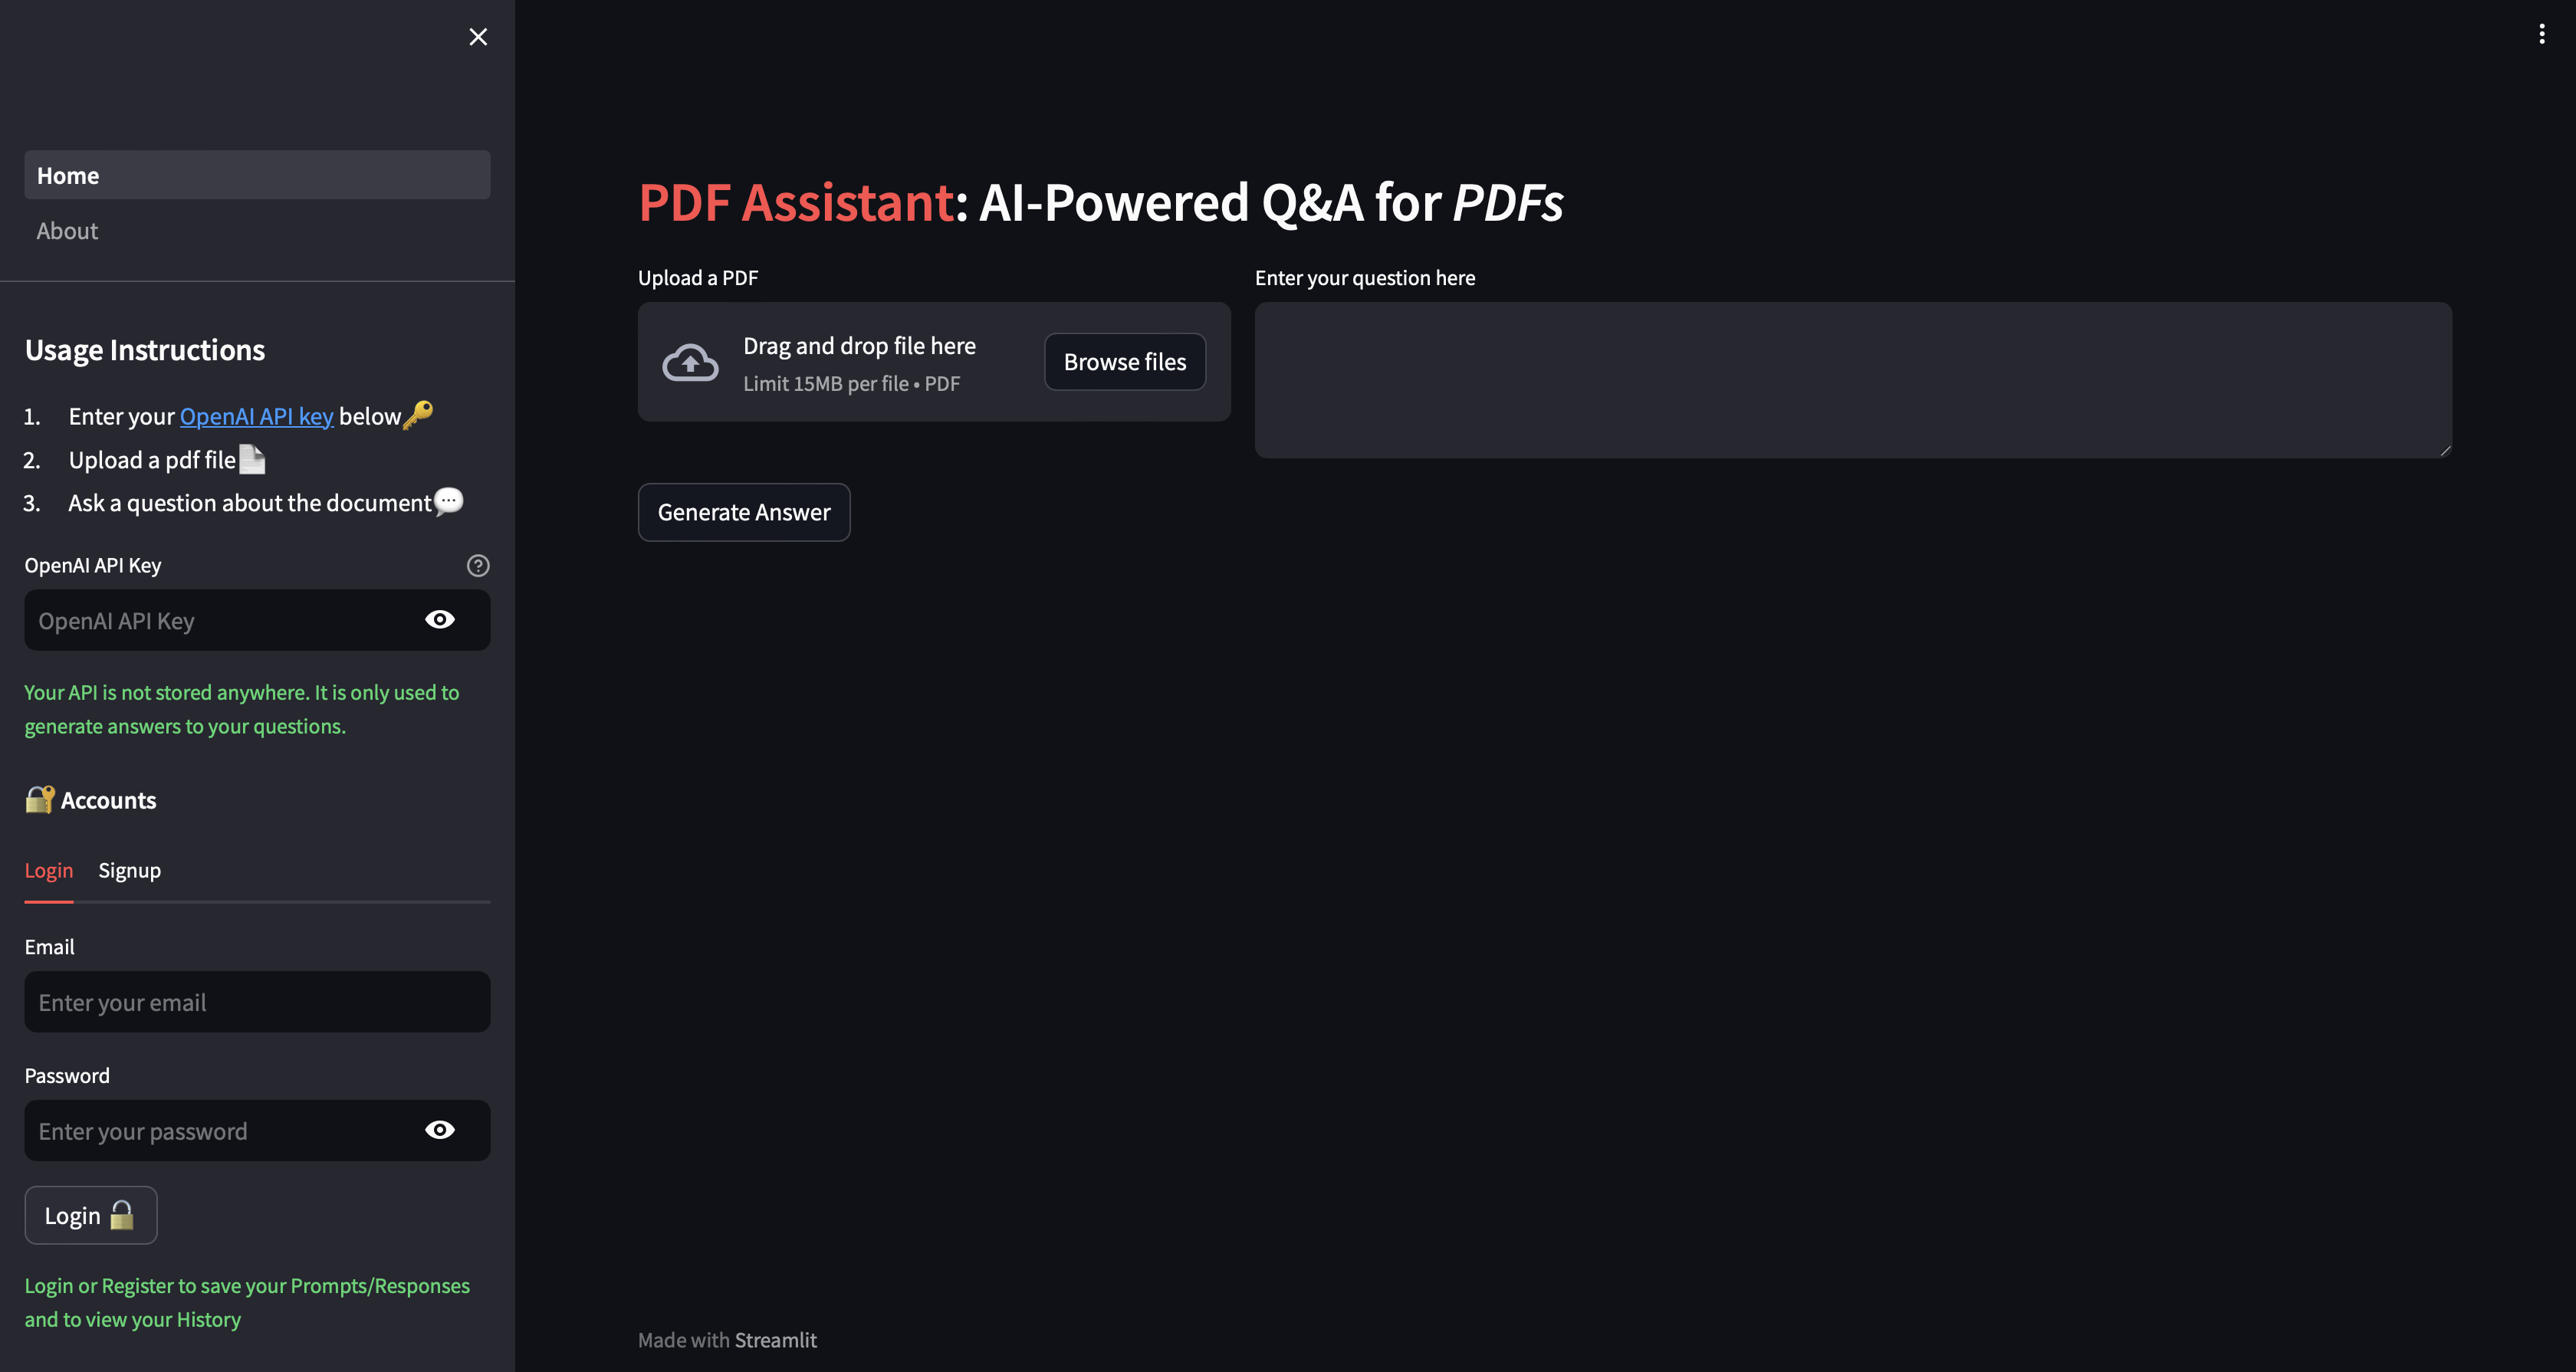 Home
About
Usage Instructions
1. Enter your OpenAI API key below🔑
2. Upload a pdf file📄
3. Ask a question about the document💬
OpenAI API Key
OpenAI API Key
Your API is not stored anywhere. It is only used to
generate answers to your questions.
🔐 Accounts
Login Signup
Email
Enter your email
Password
Enter your password
Login 🔓
Login or Register to save your Prompts/Responses
and to view your History
PDF Assistant: AI-Powered Q&A for PDFs
Upload a PDF
Drag and drop file here
Limit 15MB per file • PDF
Browse files
Enter your question here
Generate Answer
Made with Streamlit